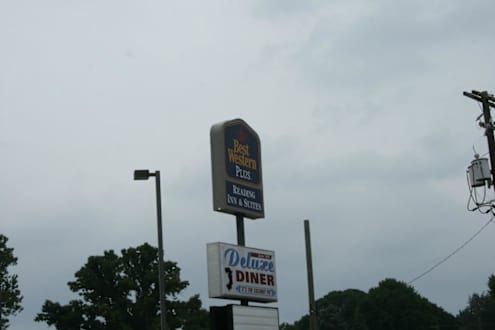 Best
Western
PLUS
READING
INN & SUITES
Deluxe
DINER